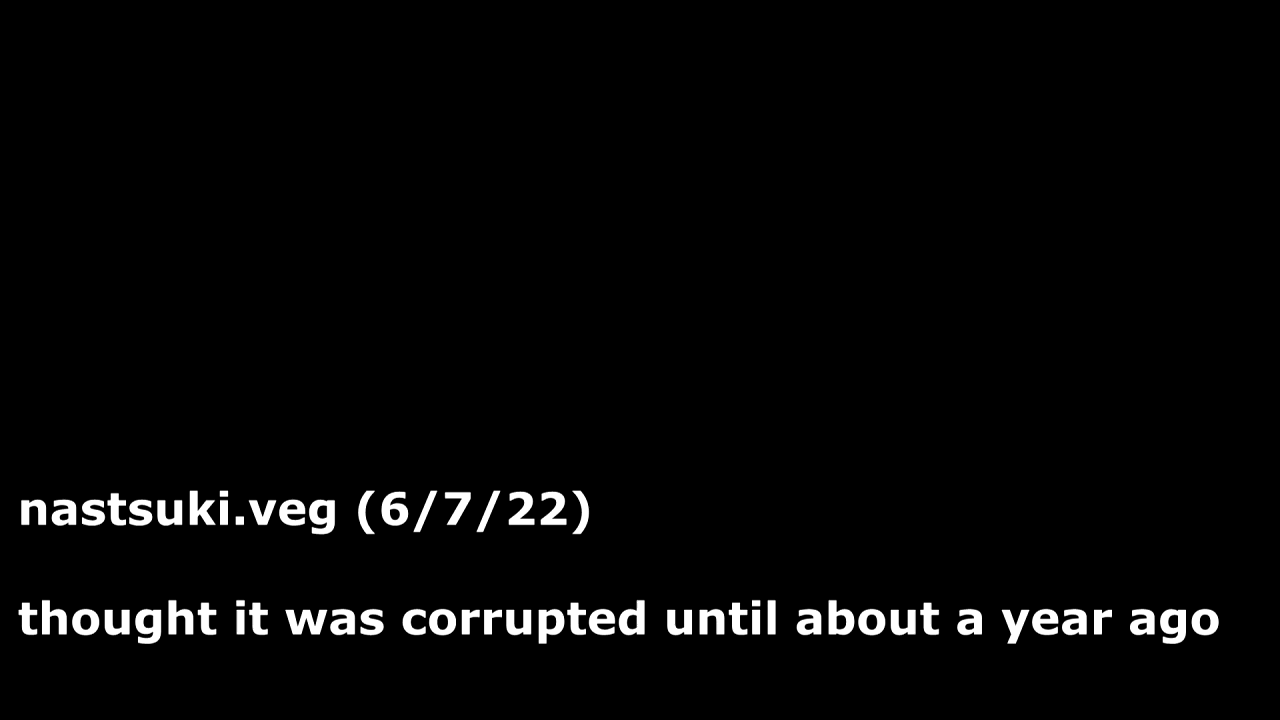 nastsuki.veg (6/7/22)
thought it was corrupted until about a year ago